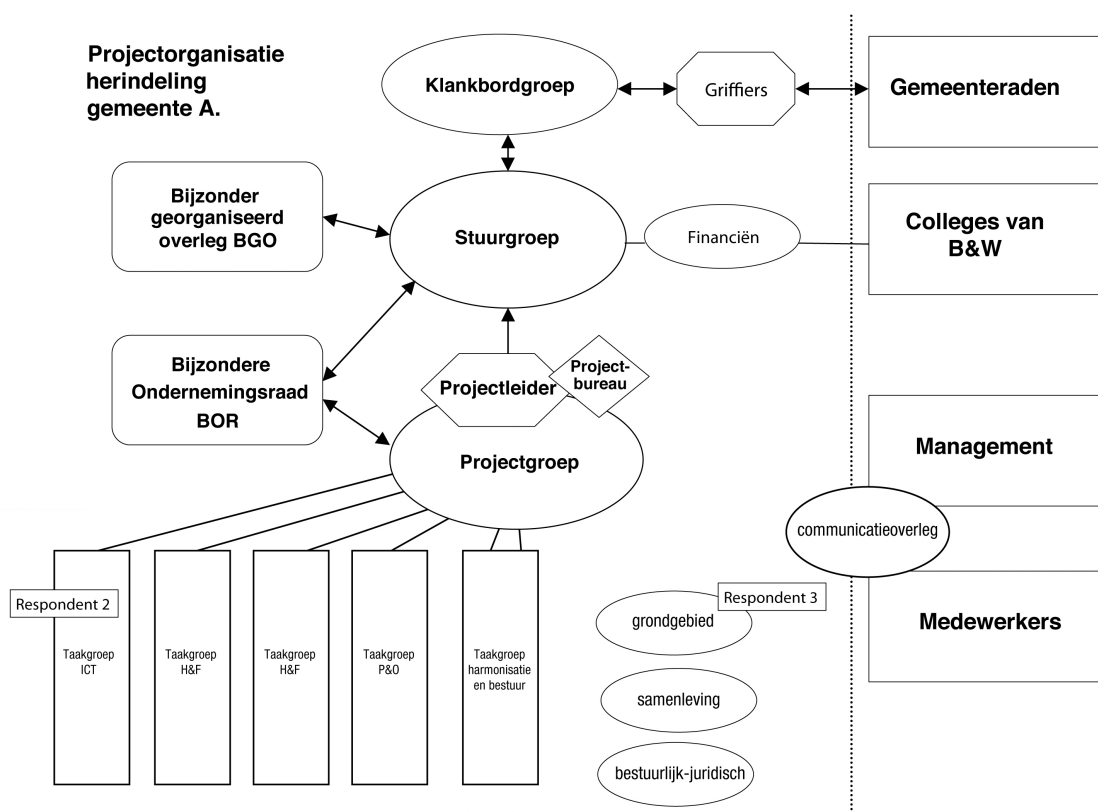 Projectorganisatie
herindeling
gemeente A.
Klankbordgroep
Griffiers
Gemeenteraden
Bijzonder
georganiseerd
overleg BGO
Stuurgroep
Financiën
Colleges van
B&W
Bijzondere
Ondernemingsraad
BOR
Projectleider
Project-
bureau
Projectgroep
Management
communicatieoverleg
Medewerkers
Respondent 2
Taakgroep
ICT
Taakgroep
H&F
Taakgroep
H&F
Taakgroep
P&O
Taakgroep
harmonisatie
en bestuur
Respondent 3
grondgebied
samenleving
bestuurlijk-juridisch